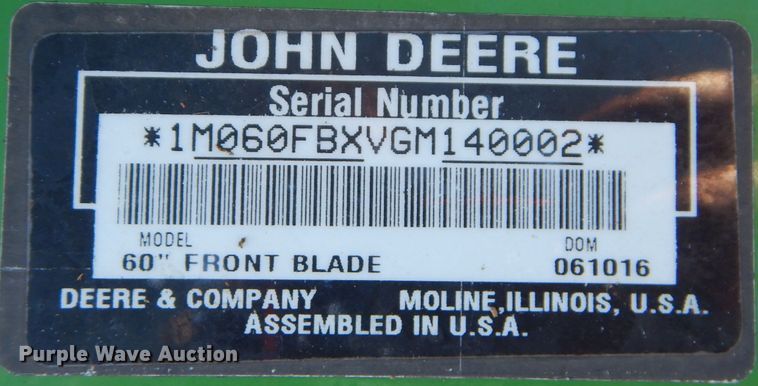 JOHN DEERE
Serial Number
*1M060FBXVGM140002*
MODEL DOM
60" FRONT BLADE 061016
DEERE & COMPANY MOLINE, ILLINOIS, U.S.A.
ASSEMBLED IN U.S.A.
Purple Wave Auction